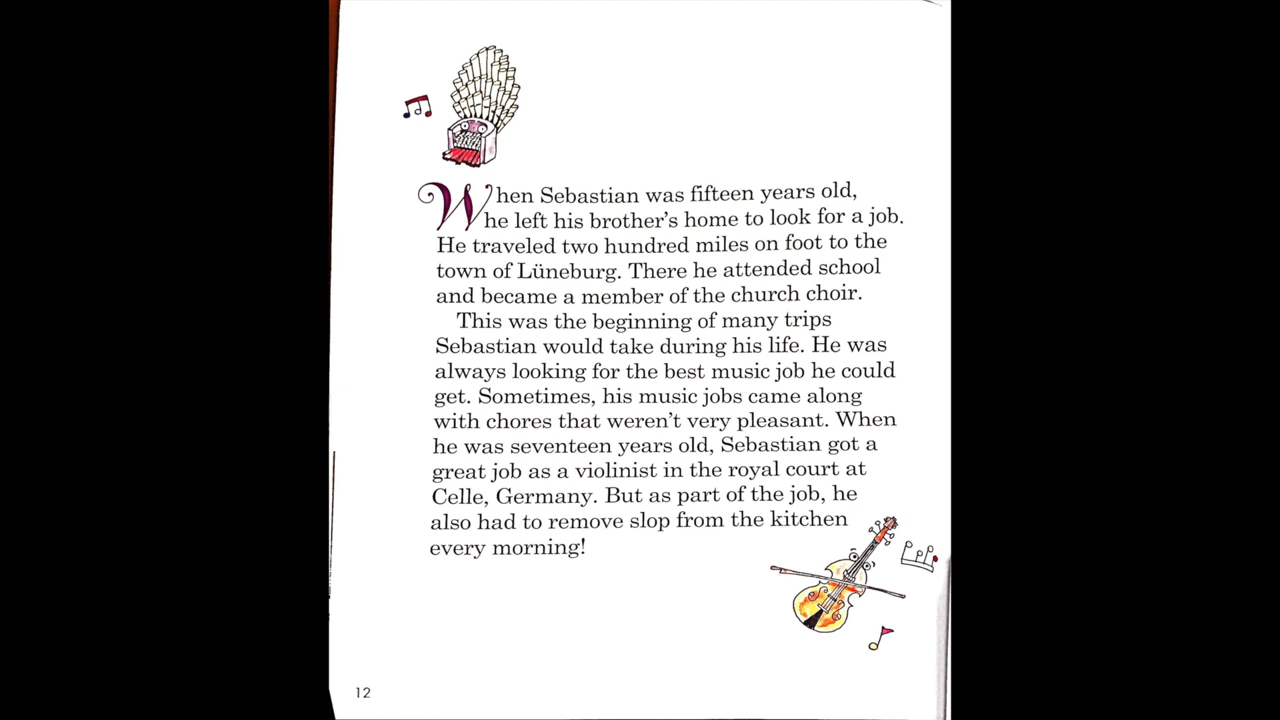 When Sebastian was fifteen years old,
he left his brother's home to look for a job.
He traveled two hundred miles on foot to the
town of Lüneburg. There he attended school
and became a member of the church choir.
This was the beginning of many trips
Sebastian would take during his life. He was
always looking for the best music job he could
get. Sometimes, his music jobs came along
with chores that weren't very pleasant. When
he was seventeen years old, Sebastian got a
great job as a violinist in the royal court at
Celle, Germany. But as part of the job, he
also had to remove slop from the kitchen
every morning!
12